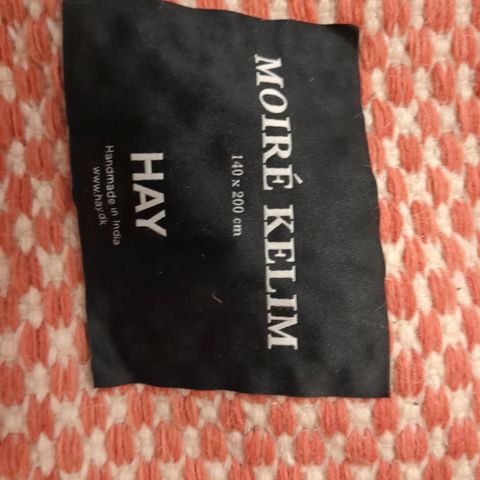 MOIRÉ KELIM
140 x 200 cm
HAY
Handmade in India
www.hay.dk